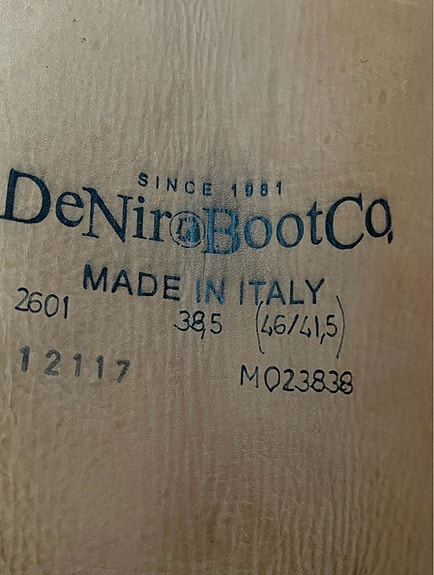 SINCE 1981
DeNiroBootCo,
MADE IN ITALY
2601
38,5 (46/41,5)
12117
M023838